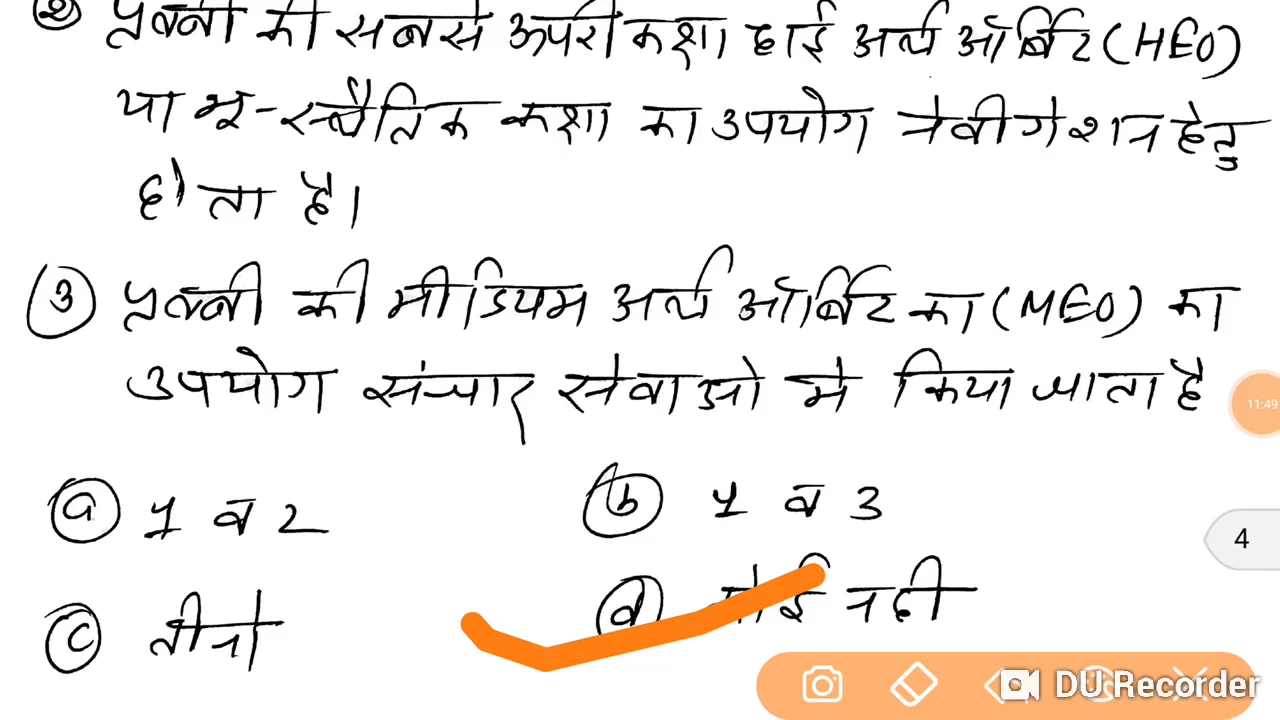 ② पृथ्वी की सबसे ऊपरी कक्षा हाई अर्थ ऑर्बिट (HEO)
या भू-स्थैतिक कक्षा का उपयोग नेवीगेशन हेतु
होता है।
③ पृथ्वी की मीडियम अर्थ ऑर्बिट का (MEO) का
उपयोग संचार सेवाओ मे किया जाता है
11:49
ⓐ 1 व 2 ⓑ 1 व 3
4
ⓒ तीनो ⓓ कोई नही
DU Recorder